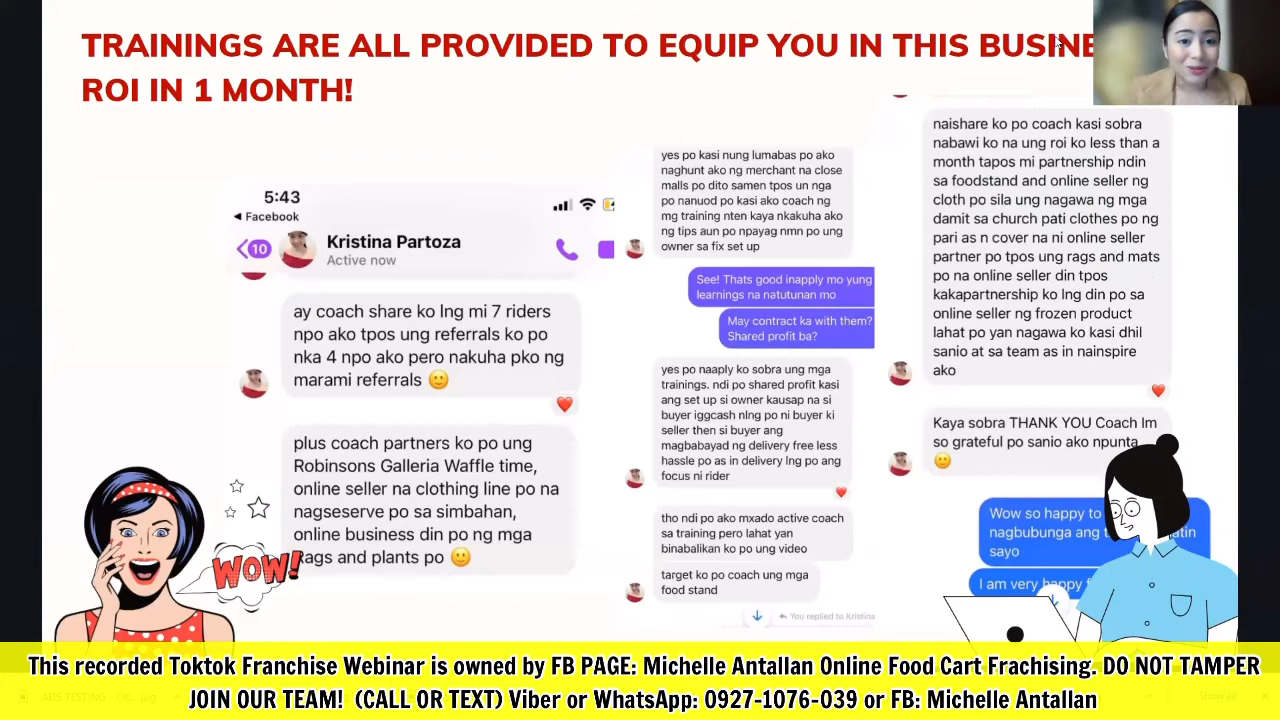 TRAININGS ARE ALL PROVIDED TO EQUIP YOU IN THIS BUSINE
ROI IN 1 MONTH!
5:43
Facebook
10
Kristina Partoza
Active now
ay coach share ko lng mi 7 riders
npo ako tpos ung referrals ko po
nka 4 npo ako pero nakuha pko ng
marami referrals
plus coach partners ko po ung
Robinsons Galleria Waffle time,
online seller na clothing line po na
nagseserve po sa simbahan,
online business din po ng mga
Rags and plants po
WOW!
yes po kasi nung lumabas po ako
naghunt ako ng merchant na close
malls po dito samen tpos un nga
po nanuod po kasi ako coach ng
mg training nten kaya nkakuha ako
ng tips aun po npayag nmn po ung
owner sa fix set up
See! Thats good inapply mo yung
learnings na natutunan mo
May contract ka with them?
Shared profit ba?
yes po naaply ko sobra ung mga
trainings. ndi po shared profit kasi
ang set up si owner kausap na si
buyer iggcash nlng po ni buyer ki
seller then si buyer ang
magbabayad ng delivery free less
hassle po as in delivery lng po ang
focus ni rider
tho ndi po ako mxado active coach
sa training pero lahat yan
binabalikan ko po ung video
target ko po coach ung mga
food stand
You replied to Kristina
naishare ko po coach kasi sobra
nabawi ko na ung roi ko less than a
month tapos mi partnership ndin
sa foodstand and online seller ng
cloth po sila ung nagawa ng mga
damit sa church pati clothes po ng
pari as n cover na ni online seller
partner po tpos ung rags and mats
po na online seller din tpos
kakapartnership ko lng din po sa
online seller ng frozen product
lahat po yan nagawa ko kasi dhil
sanio at sa team as in nainspire
ako
Kaya sobra THANK YOU Coach Im
so grateful po sanio ako npunta
Wow so happy to
nagbubunga ang
sayo
I am very happy
This recorded Toktok Franchise Webinar is owned by FB PAGE: Michelle Antallan Online Food Cart Frachising. DO NOT TAMPER
JOIN OUR TEAM! (CALL OR TEXT) Viber or WhatsApp: 0927-1076-039 or FB: Michelle Antallan
Show all